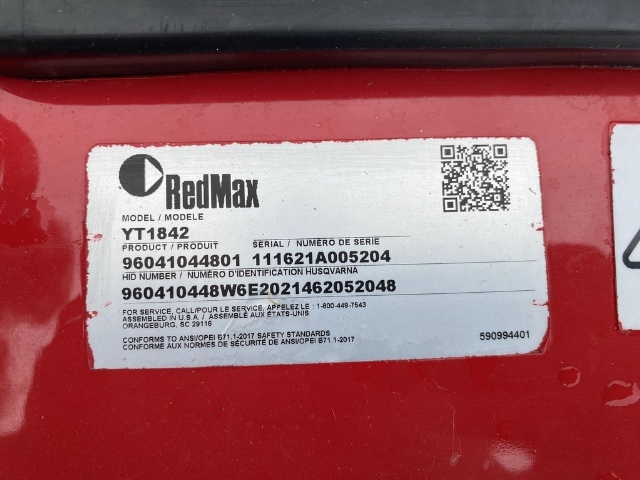 RedMax
MODEL / MODELE
YT1842
PRODUCT / PRODUIT SERIAL / NUMÉRO DE SERIE
96041044801 111621A005204
HID NUMBER / NUMÉRO D'IDENTIFICATION HUSQVARNA
960410448W6E2021462052048
FOR SERVICE, CALL/POUR LE SERVICE, APPELEZ LE : 1-800-448-7543
ASSEMBLED IN U.S.A. / ASSEMBLÉ AUX ÉTATS-UNIS
ORANGEBURG, SC 29115
CONFORMS TO ANSI/OPEI B71.1-2017 SAFETY STANDARDS
CONFORME AUX NORMES DE SÉCURITÉ DE ANSI/OPEI B71.1-2017
590994401